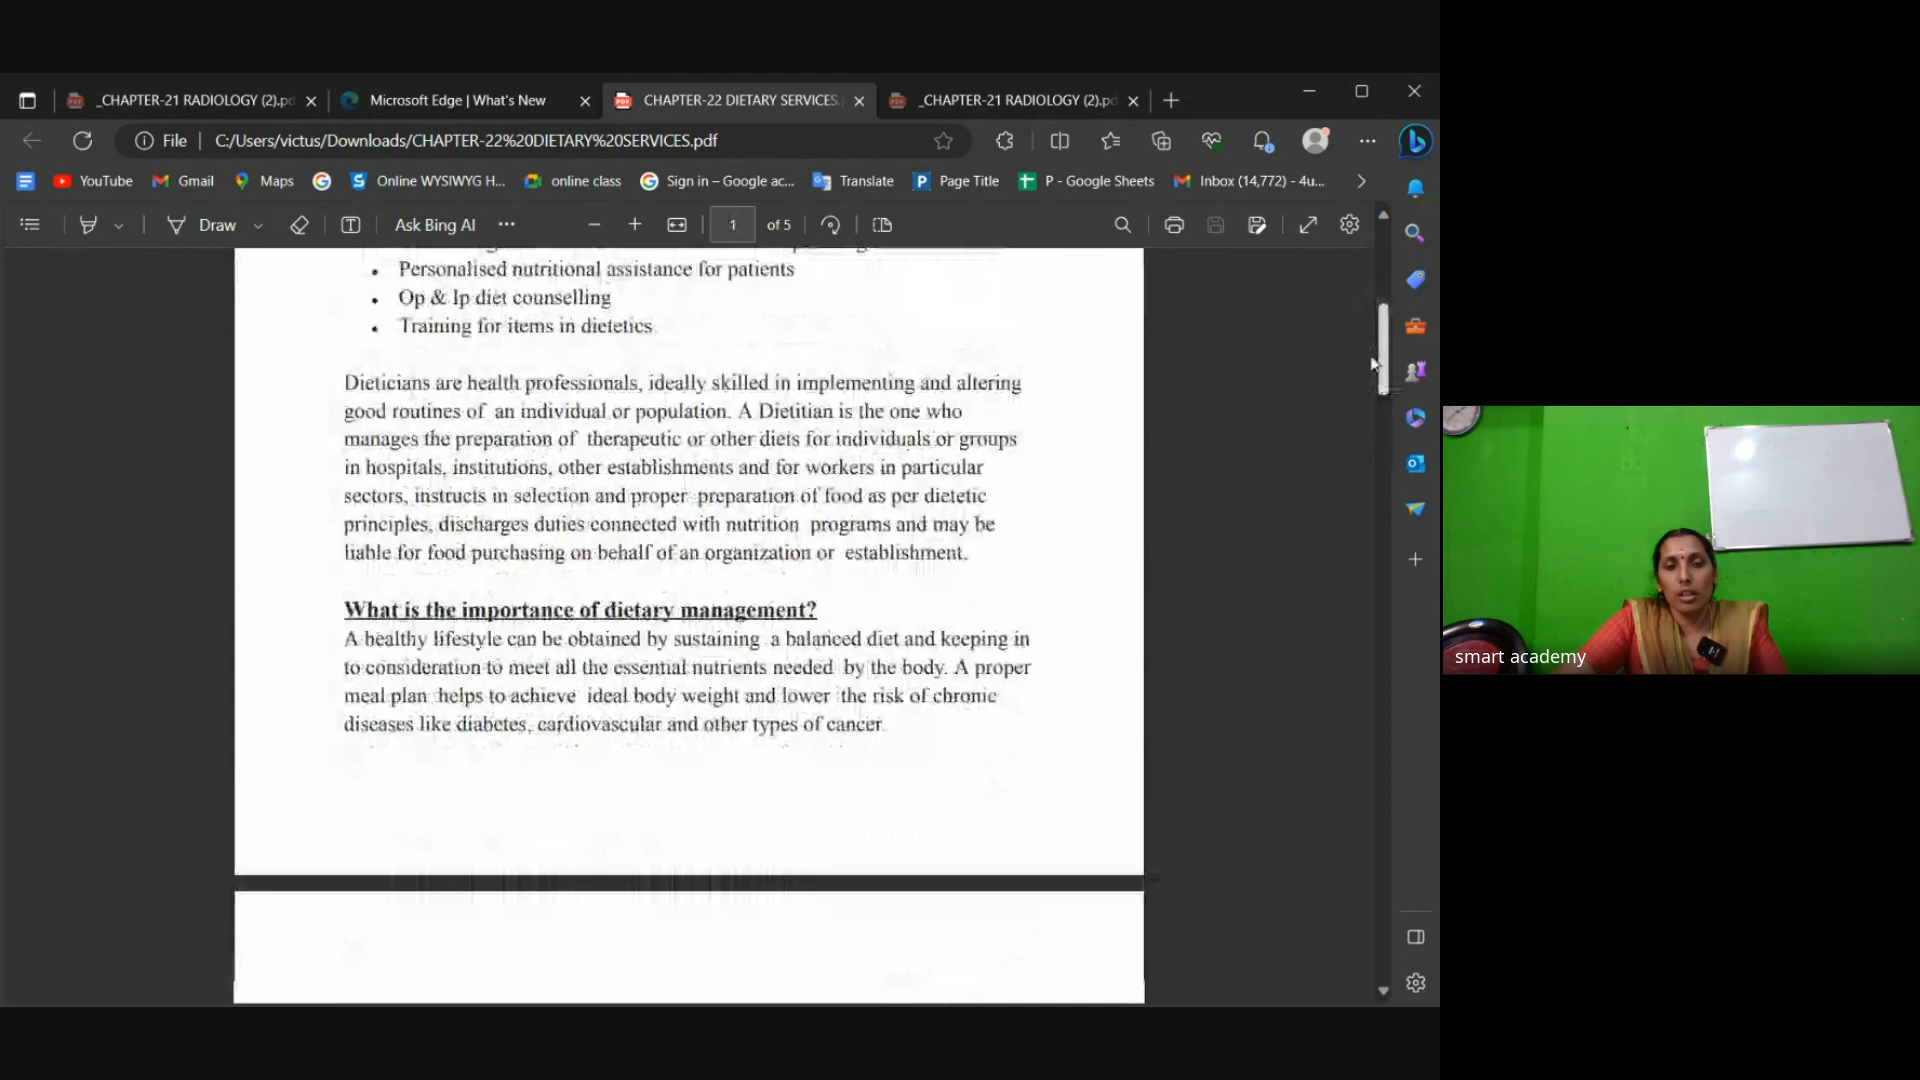 _CHAPTER-21 RADIOLOGY (2).pd
Microsoft Edge | What's New
CHAPTER-22 DIETARY SERVICES.
_CHAPTER-21 RADIOLOGY (2).pd
File
C:/Users/victus/Downloads/CHAPTER-22%20DIETARY%20SERVICES.pdf
YouTube
Gmail
Maps
Online WYSIWYG H...
online class
Sign in – Google ac...
Translate
Page Title
P - Google Sheets
Inbox (14,772) - 4u...
Draw
Ask Bing AI
1
of 5
• Personalised nutritional assistance for patients
• Op & Ip diet counselling
• Training for items in dietetics
Dieticians are health professionals, ideally skilled in implementing and altering
good routines of an individual or population. A Dietitian is the one who
manages the preparation of therapeutic or other diets for individuals or groups
in hospitals, institutions, other establishments and for workers in particular
sectors, instructs in selection and proper preparation of food as per dietetic
principles, discharges duties connected with nutrition programs and may be
liable for food purchasing on behalf of an organization or establishment.
What is the importance of dietary management?
A healthy lifestyle can be obtained by sustaining a balanced diet and keeping in
to consideration to meet all the essential nutrients needed by the body. A proper
meal plan helps to achieve ideal body weight and lower the risk of chronic
diseases like diabetes, cardiovascular and other types of cancer.
smart academy